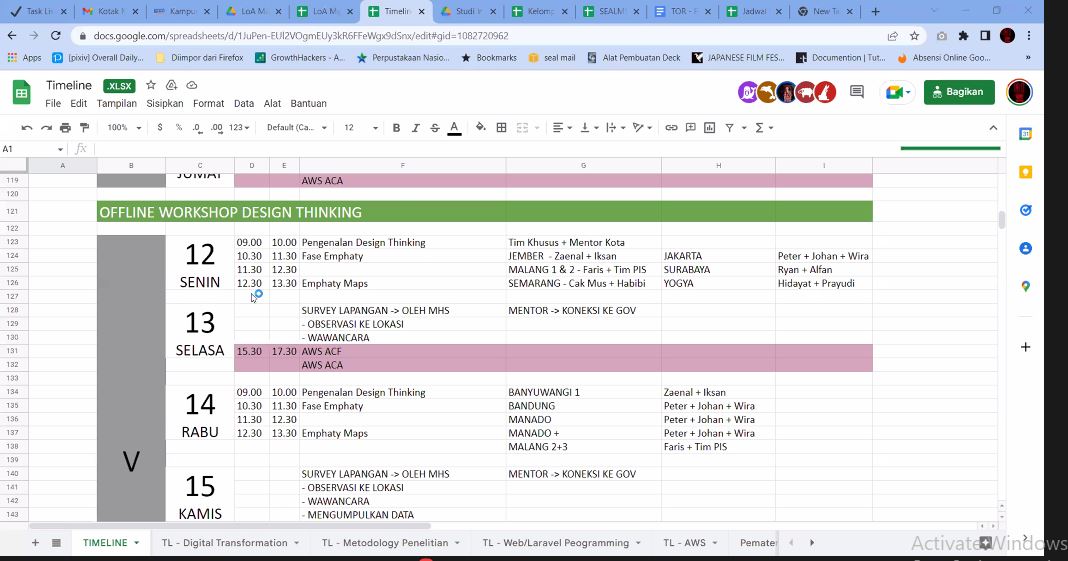 Task Lis
Kotak M
Kampus
LoA Ma
LoA Ma
Timelin
Studi In
Kelomp
SEALMI
TOR - F
Jadwal
New Ta
docs.google.com/spreadsheets/d/1JuPen-EUl2VOgmEUy3kR6FFeWgx9dSnx/edit#gid=1082720962
Apps
[pixiv] Overall Daily...
Diimpor dari Firefox
GrowthHackers - A...
Perpustakaan Nasio...
Bookmarks
seal mail
Alat Pembuatan Deck
JAPANESE FILM FES...
Documention | Tut...
Absensi Online Goo...
»
Timeline .XLSX
File Edit Tampilan Sisipkan Format Data Alat Bantuan
Bagikan
100% $ % .0 .00 123 Default (Ca... 12 B I S A
A1 fx
A B C D E F G H I
JUMAT
119 AWS ACA
120
121 OFFLINE WORKSHOP DESIGN THINKING
122
123 12 09.00 10.00 Pengenalan Design Thinking Tim Khusus + Mentor Kota
124 10.30 11.30 Fase Emphaty JEMBER - Zaenal + Iksan JAKARTA Peter + Johan + Wira
125 11.30 12.30 MALANG 1 & 2 - Faris + Tim PIS SURABAYA Ryan + Alfan
126 SENIN 12.30 13.30 Emphaty Maps SEMARANG - Cak Mus + Habibi YOGYA Hidayat + Prayudi
127
128 13 SURVEY LAPANGAN -> OLEH MHS MENTOR -> KONEKSI KE GOV
129 - OBSERVASI KE LOKASI
130 - WAWANCARA
131 SELASA 15.30 17.30 AWS ACF
132 AWS ACA
133
134 14 09.00 10.00 Pengenalan Design Thinking BANYUWANGI 1 Zaenal + Iksan
135 10.30 11.30 Fase Emphaty BANDUNG Peter + Johan + Wira
136 11.30 12.30 MANADO Peter + Johan + Wira
137 RABU 12.30 13.30 Emphaty Maps MANADO + Peter + Johan + Wira
138 MALANG 2+3 Faris + Tim PIS
139 V
140 15 SURVEY LAPANGAN -> OLEH MHS MENTOR -> KONEKSI KE GOV
141 - OBSERVASI KE LOKASI
142 - WAWANCARA
143 KAMIS - MENGUMPULKAN DATA
TIMELINE
TL - Digital Transformation
TL - Metodology Penelitian
TL - Web/Laravel Peogramming
TL - AWS
Pemater
Activate Windows